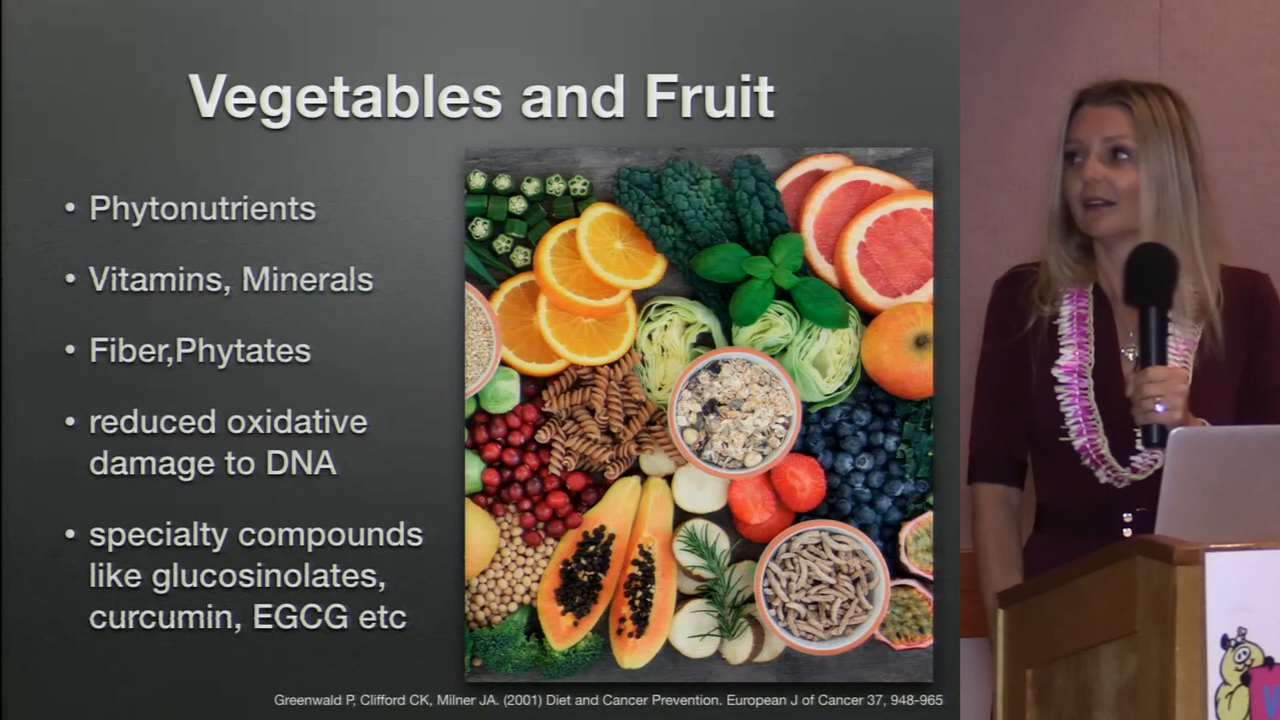 Vegetables and Fruit
• Phytonutrients
• Vitamins, Minerals
• Fiber,Phytates
• reduced oxidative
damage to DNA
• specialty compounds
like glucosinolates,
curcumin, EGCG etc
Greenwald P, Clifford CK, Milner JA. (2001) Diet and Cancer Prevention. European J of Cancer 37, 948-965